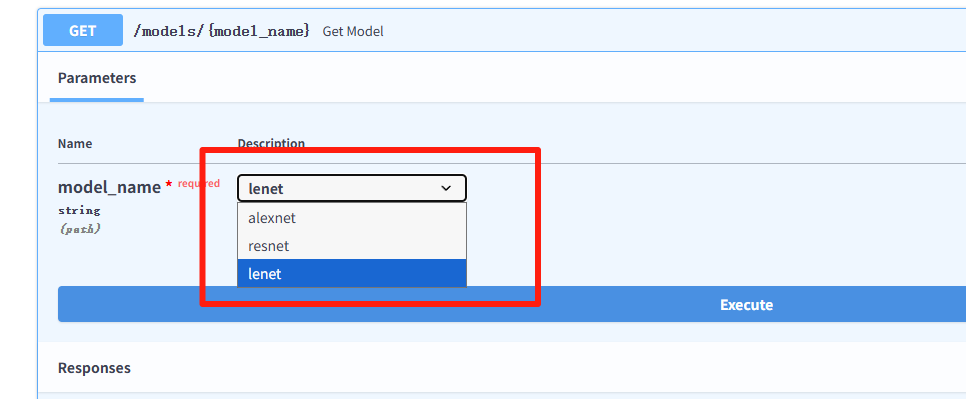 GET /models/{model_name} Get Model
Parameters
Name Description
model_name * required lenet
string
(path)
alexnet
resnet
lenet
Execute
Responses